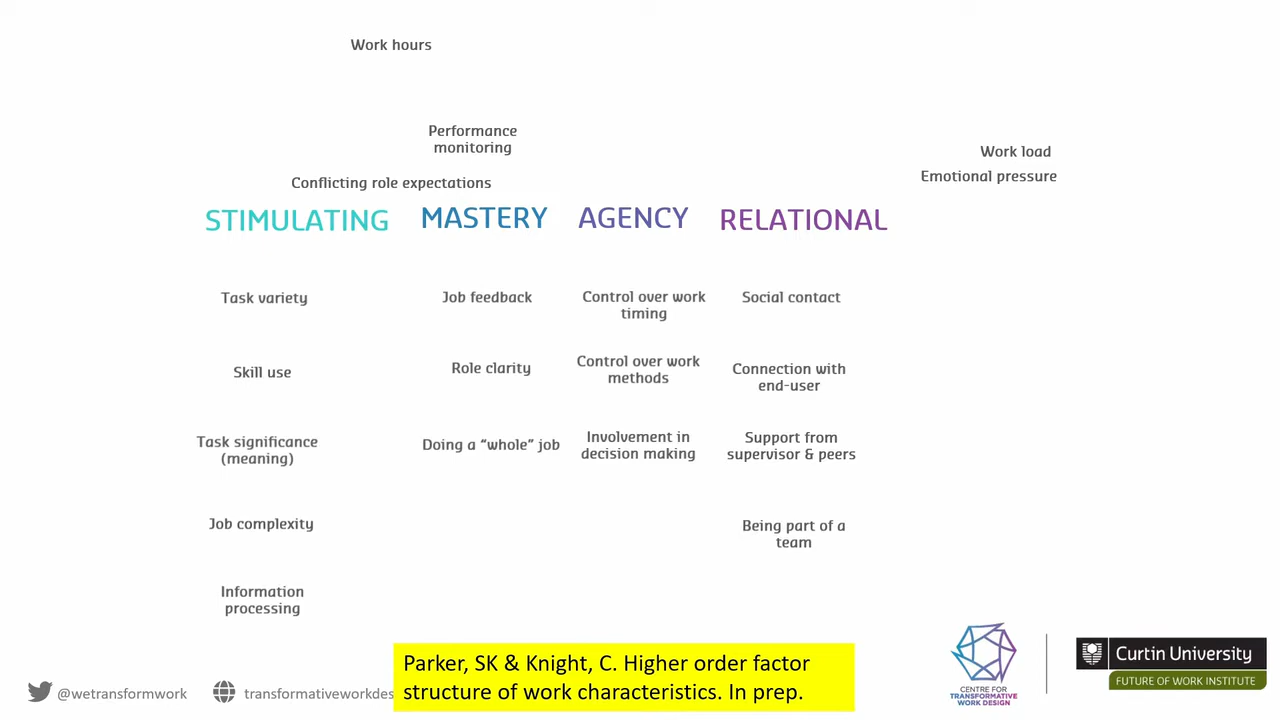 Work hours
Performance
monitoring
Work load
Emotional pressure
Conflicting role expectations
STIMULATING
MASTERY
AGENCY
RELATIONAL
Task variety
Job feedback
Control over work
timing
Social contact
Skill use
Role clarity
Control over work
methods
Connection with
end-user
Task significance
(meaning)
Doing a “whole” job
Involvement in
decision making
Support from
supervisor & peers
Job complexity
Being part of a
team
Information
processing
Parker, SK & Knight, C. Higher order factor
structure of work characteristics. In prep.
@wetransformwork
transformativeworkdes
CENTRE FOR
TRANSFORMATIVE
WORK DESIGN
Curtin University
FUTURE OF WORK INSTITUTE